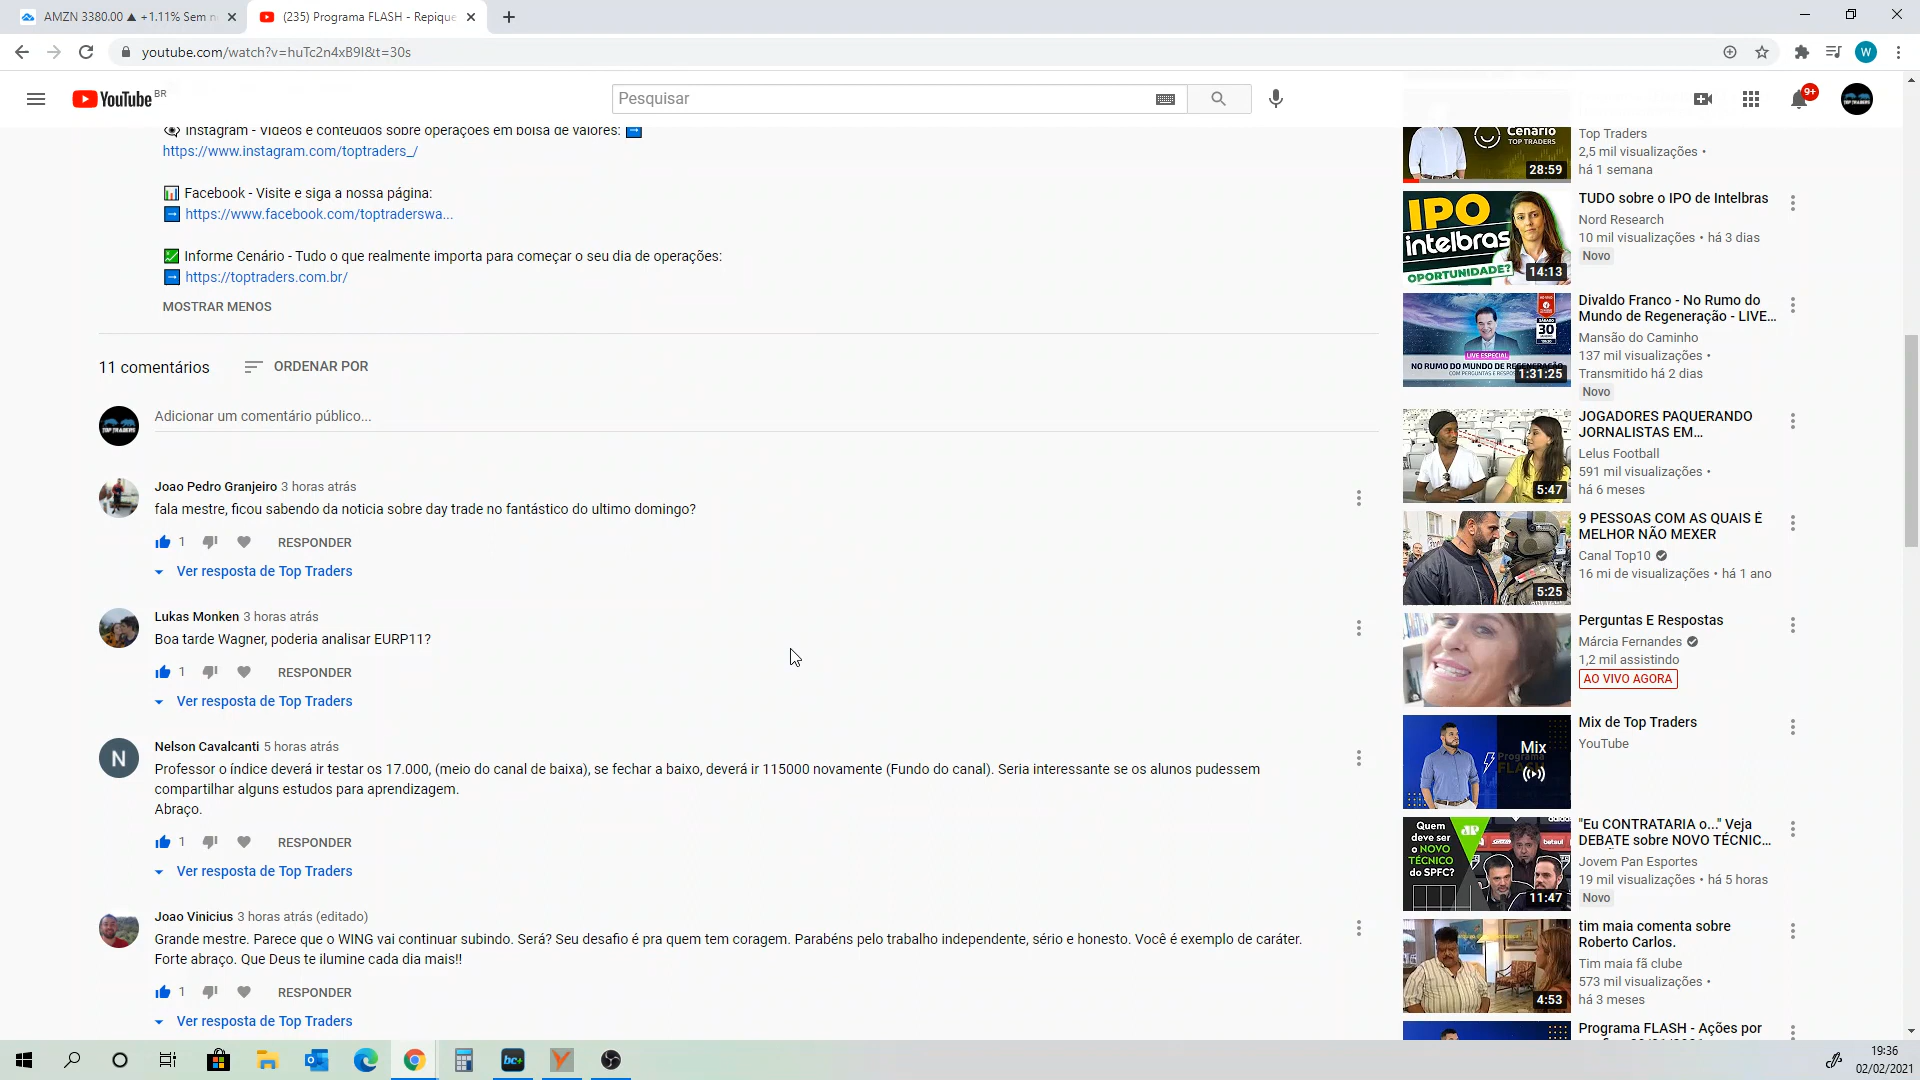 AMZN 3380.00 ▲ +1.11% Sem n
(235) Programa FLASH - Repique
youtube.com/watch?v=huTc2n4xB9I&t=30s
W
YouTube BR
Pesquisar
9+
Instagram - Vídeos e conteúdos sobre operações em bolsa de valores:
https://www.instagram.com/toptraders_/
Facebook - Visite e siga a nossa página:
https://www.facebook.com/toptraderswa...
Informe Cenário - Tudo o que realmente importa para começar o seu dia de operações:
https://toptraders.com.br/
MOSTRAR MENOS
11 comentários
ORDENAR POR
TOP TRADERS
Adicionar um comentário público...
Joao Pedro Granjeiro 3 horas atrás
fala mestre, ficou sabendo da noticia sobre day trade no fantástico do ultimo domingo?
1 RESPONDER
Ver resposta de Top Traders
Lukas Monken 3 horas atrás
Boa tarde Wagner, poderia analisar EURP11?
1 RESPONDER
Ver resposta de Top Traders
N
Nelson Cavalcanti 5 horas atrás
Professor o índice deverá ir testar os 17.000, (meio do canal de baixa), se fechar a baixo, deverá ir 115000 novamente (Fundo do canal). Seria interessante se os alunos pudessem
compartilhar alguns estudos para aprendizagem.
Abraço.
1 RESPONDER
Ver resposta de Top Traders
Joao Vinicius 3 horas atrás (editado)
Grande mestre. Parece que o WING vai continuar subindo. Será? Seu desafio é pra quem tem coragem. Parabéns pelo trabalho independente, sério e honesto. Você é exemplo de caráter.
Forte abraço. Que Deus te ilumine cada dia mais!!
1 RESPONDER
Ver resposta de Top Traders
Cenário
TOP TRADERS
28:59
Top Traders
2,5 mil visualizações •
há 1 semana
IPO
intelbras
OPORTUNIDADE?
14:13
TUDO sobre o IPO de Intelbras
Nord Research
10 mil visualizações • há 3 dias
Novo
SÁBADO
30
LIVE ESPECIAL
NO RUMO DO MUNDO DE REGENERAÇÃO
1:31:25
Divaldo Franco - No Rumo do
Mundo de Regeneração - LIVE...
Mansão do Caminho
137 mil visualizações •
Transmitido há 2 dias
Novo
5:47
JOGADORES PAQUERANDO
JORNALISTAS EM...
Lelus Football
591 mil visualizações •
há 6 meses
5:25
9 PESSOAS COM AS QUAIS É
MELHOR NÃO MEXER
Canal Top10
16 mi de visualizações • há 1 ano
Perguntas E Respostas
Márcia Fernandes
1,2 mil assistindo
AO VIVO AGORA
Mix
Programa
Mix de Top Traders
YouTube
Quem
deve ser
o NOVO
TÉCNICO
do SPFC?
JP
betsul
11:47
"Eu CONTRATARIA o..." Veja
DEBATE sobre NOVO TÉCNIC...
Jovem Pan Esportes
19 mil visualizações • há 5 horas
Novo
4:53
tim maia comenta sobre
Roberto Carlos.
Tim maia fã clube
573 mil visualizações •
há 3 meses
Programa FLASH - Ações por
bc+
19:36
02/02/2021